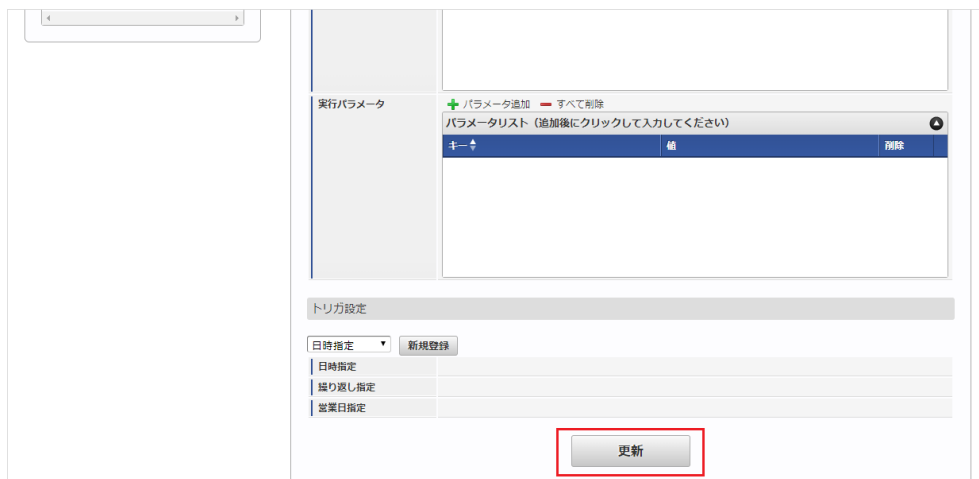 実行パラメータ
パラメータ追加 すべて削除
パラメータリスト（追加後にクリックして入力してください）
キー 値 削除
トリガ設定
日時指定 新規登録
日時指定
繰り返し指定
営業日指定
更新